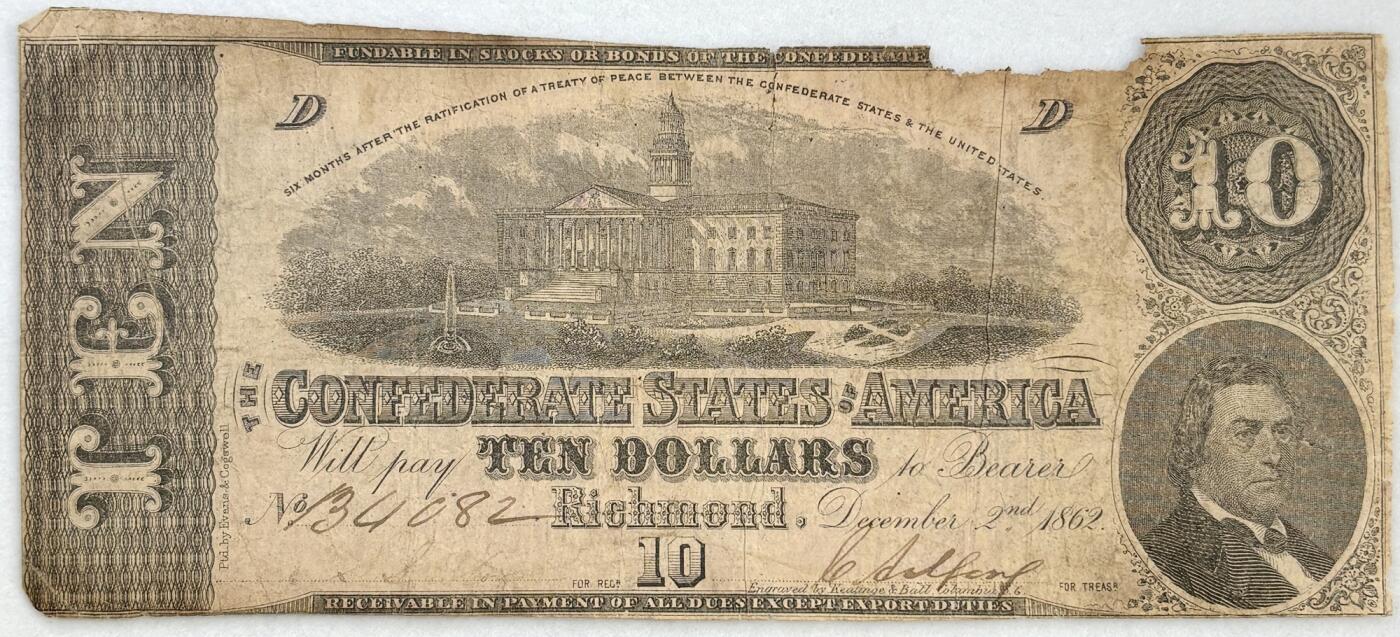 FUNDABLE IN STOCKS OR BONDS OF THE CONFEDERATE
D D
SIX MONTHS AFTER THE RATIFICATION OF A TREATY OF PEACE BETWEEN THE CONFEDERATE STATES & THE UNITED STATES
10
TEN
THE CONFEDERATE STATES OF AMERICA
Will pay TEN DOLLARS to Bearer
No Richmond, December 2nd 1862.
Ptd. by Evans & Cogswell
10
FOR REGR. FOR TREASR.
Engraved by Keatinge & Ball, Columbia, S.C.
RECEIVABLE IN PAYMENT OF ALL DUES EXCEPT EXPORT DUTIES